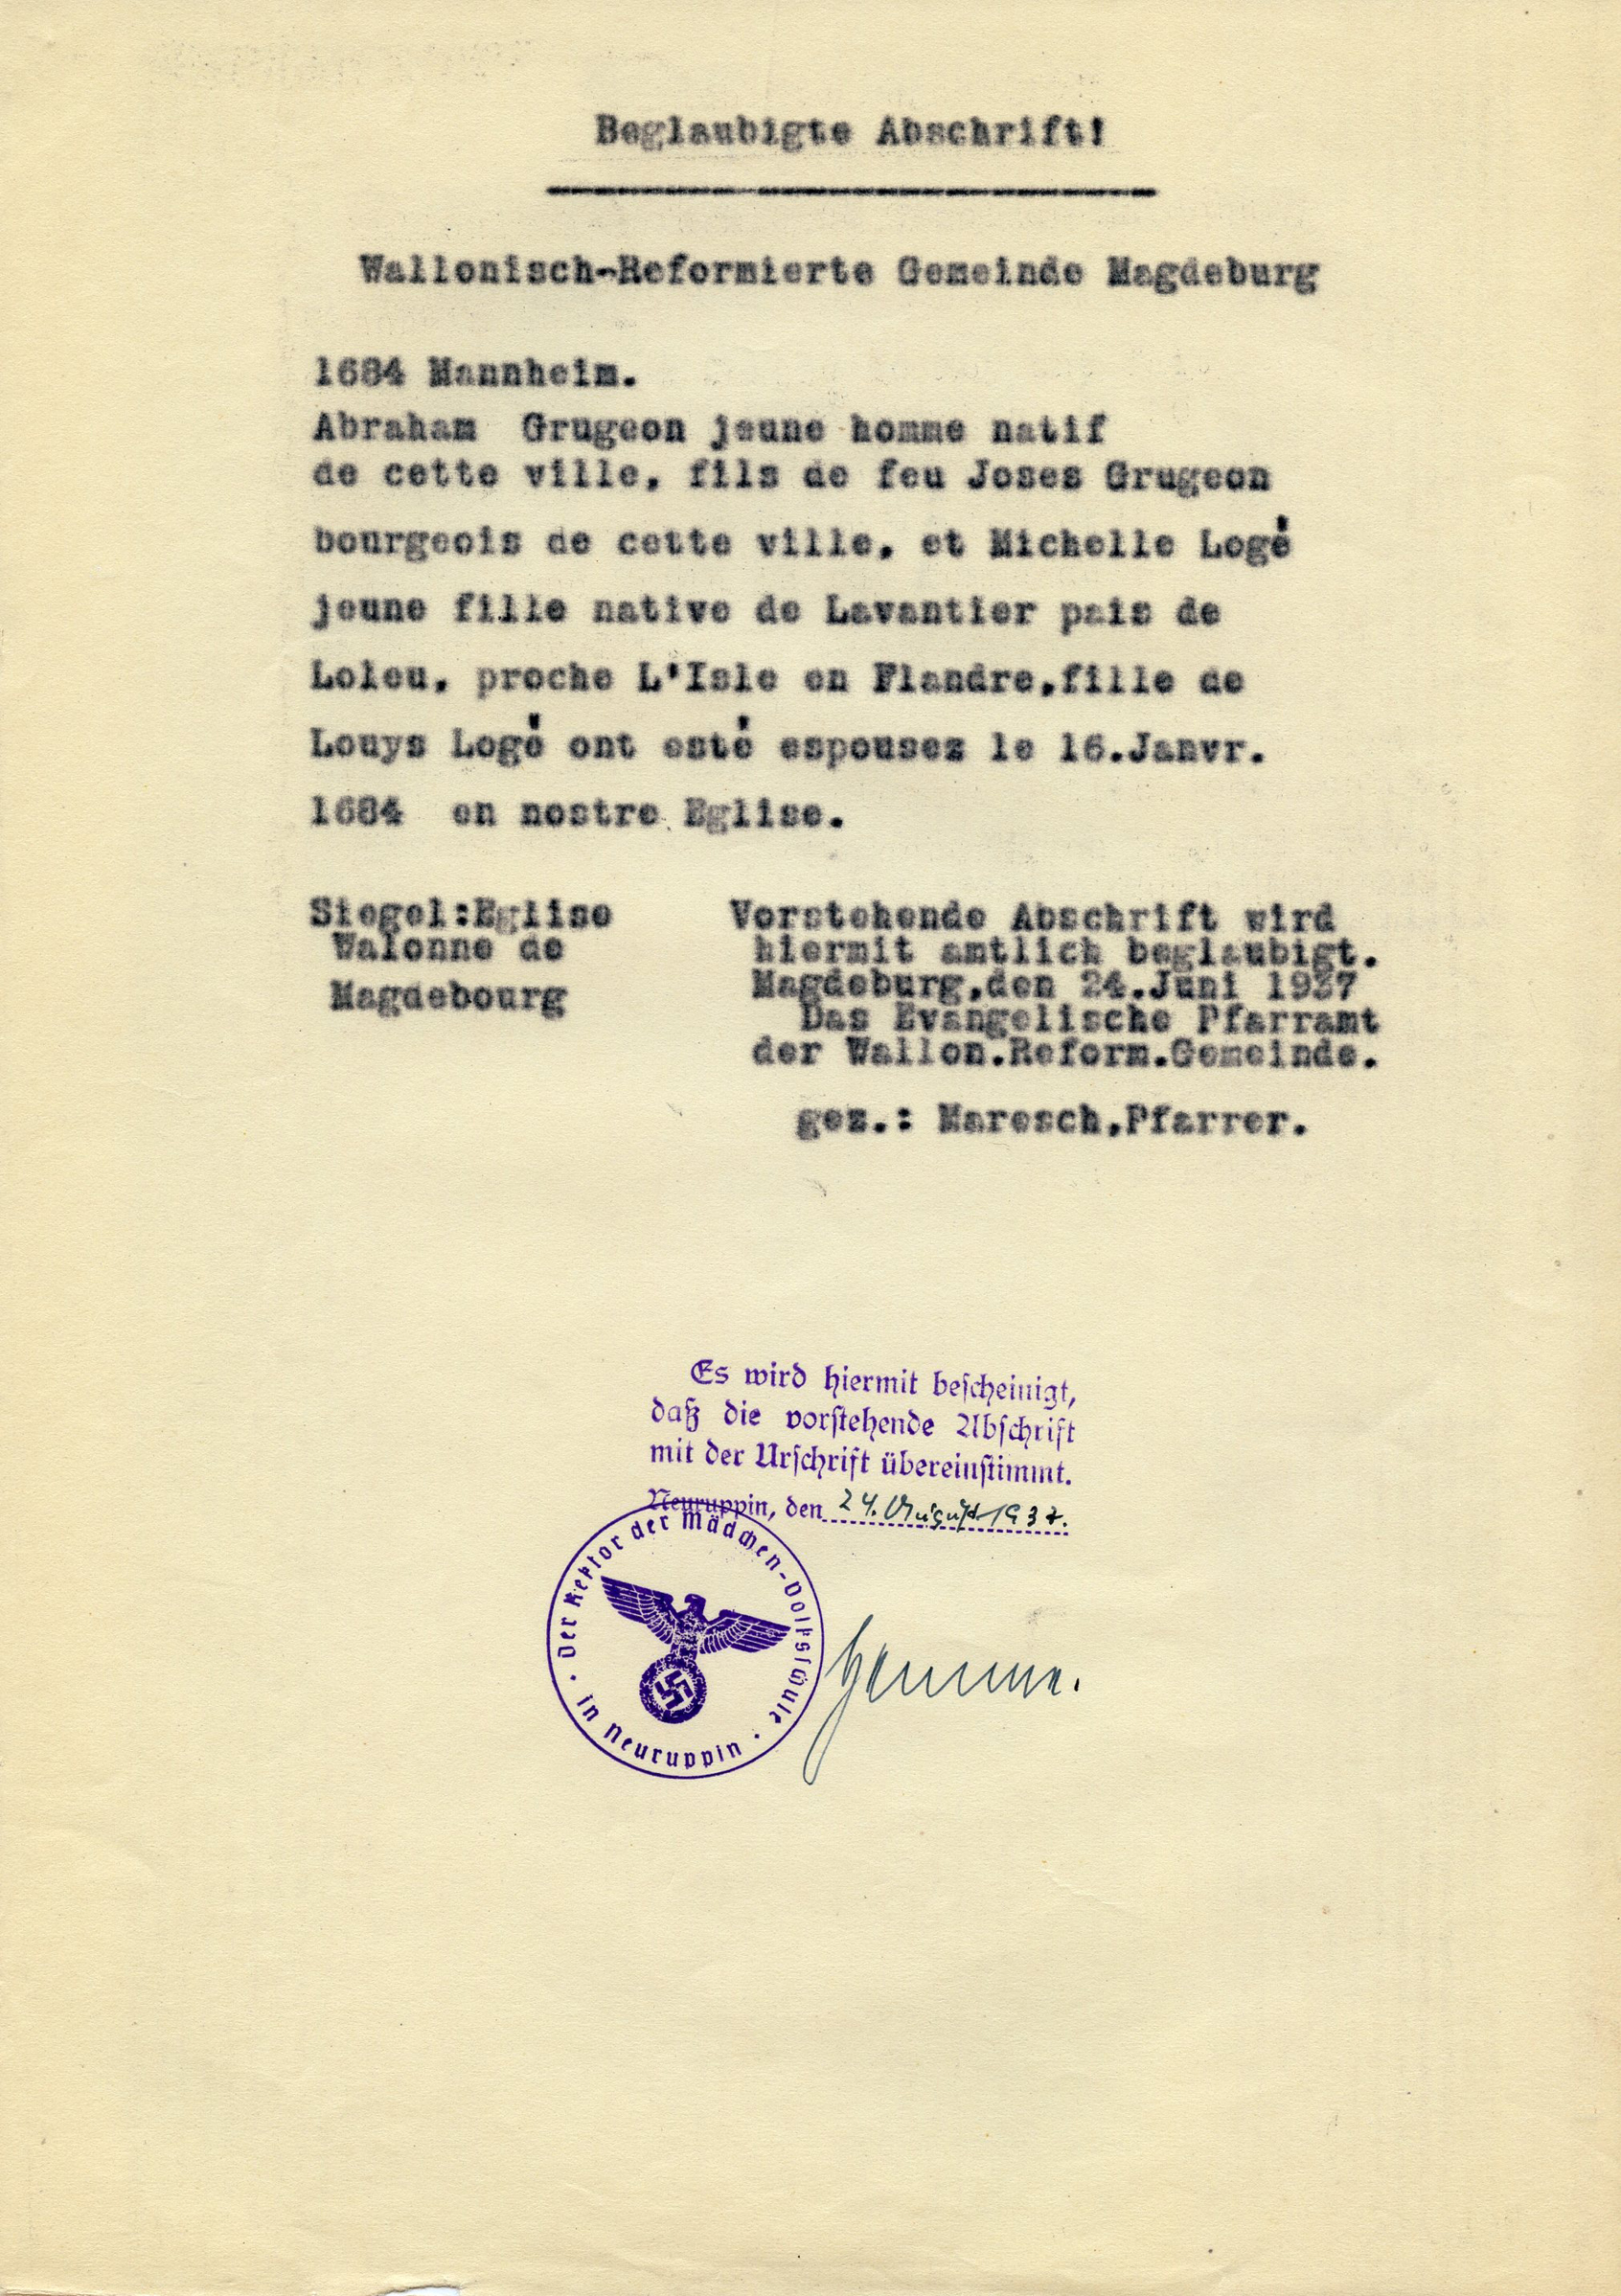 Beglaubigte Abschrift!
Wallonisch-Reformierte Gemeinde Magdeburg
1684 Mannheim.
Abraham Grugeon jeune homme natif
de cette ville, fils de feu Joses Grugeon
bourgeois de cette ville, et Michelle Logé
jeune fille native de Lavantier pais de
Loleu, proche L'Isle en Flandre,fille de
Louys Logé ont esté espousez le 16.Janvr.
1684 en nostre Eglise.
Siegel:Eglise
Walonne de
Magdebourg
Vorstehende Abschrift wird
hiermit amtlich beglaubigt.
Magdeburg,den 24.Juni 1937
Das Evangelische Pfarramt
der Wallon.Reform.Gemeinde.
gez.: Maresch,Pfarrer.
Es wird hiermit bescheinigt,
daß die vorstehende Abschrift
mit der Urschrift übereinstimmt.
Neuruppin, den 24. August 1937.
Der Rektor der Mädchen-Volksschule
in Neuruppin